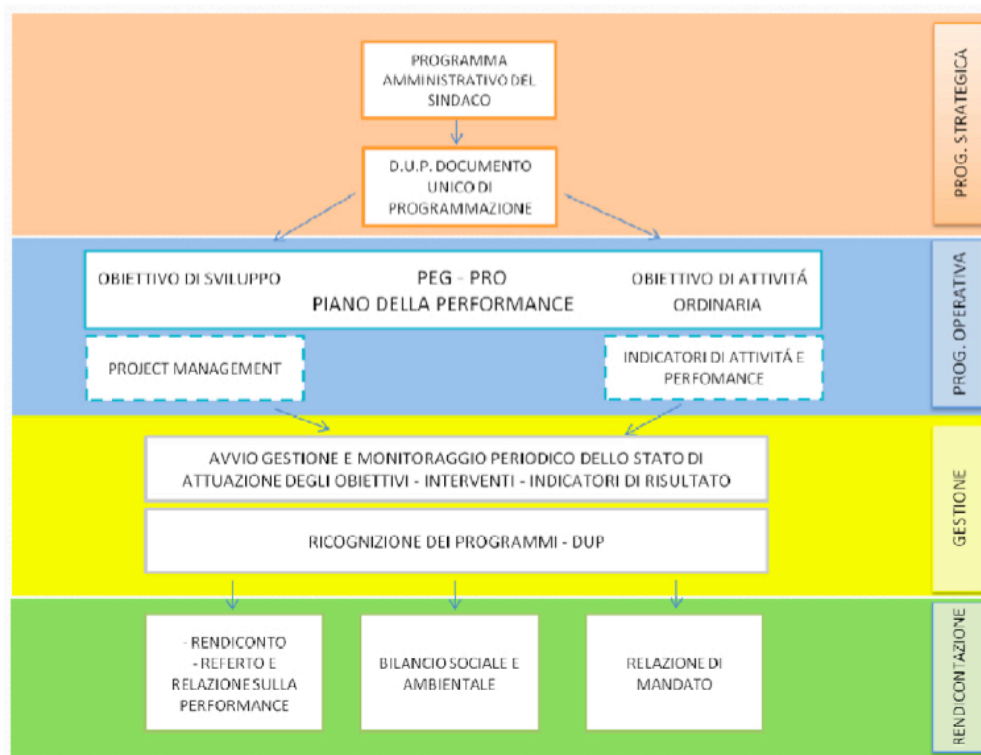 PROGRAMMA
AMMINISTRATIVO DEL
SINDACO
D.U.P. DOCUMENTO
UNICO DI
PROGRAMMAZIONE
PROG. STRATEGICA
OBIETTIVO DI SVILUPPO
PEG - PRO
PIANO DELLA PERFORMANCE
OBIETTIVO DI ATTIVITÁ
ORDINARIA
PROJECT MANAGEMENT
INDICATORI DI ATTIVITÁ E
PERFOMANCE
PROG. OPERATIVA
AVVIO GESTIONE E MONITORAGGIO PERIODICO DELLO STATO DI
ATTUAZIONE DEGLI OBIETTIVI - INTERVENTI - INDICATORI DI RISULTATO
RICOGNIZIONE DEI PROGRAMMI - DUP
GESTIONE
- RENDICONTO
- REFERTO E
RELAZIONE SULLA
PERFORMANCE
BILANCIO SOCIALE E
AMBIENTALE
RELAZIONE DI
MANDATO
RENDICONTAZIONE